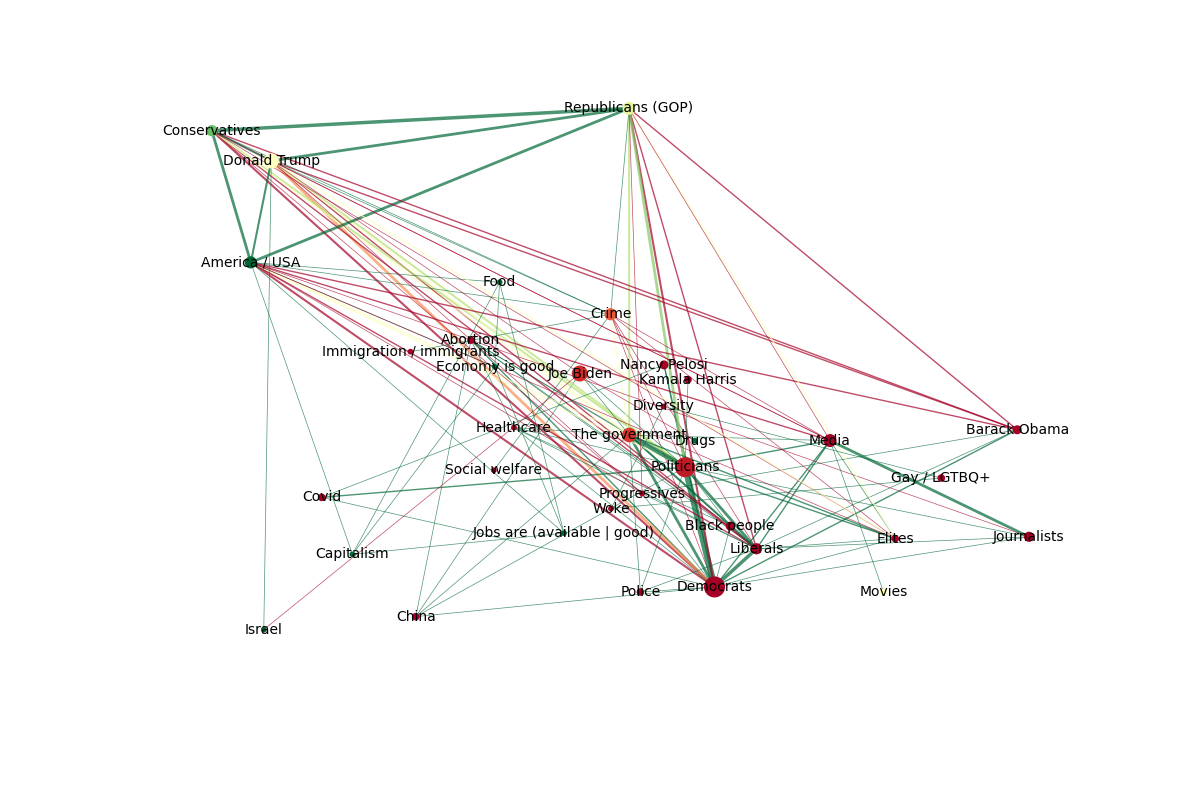 Republicans (GOP)
Conservatives
Donald Trump
America / USA
Food
Crime
Abortion
Immigration / immigrants
Economy is good
Nancy Pelosi
Joe Biden
Kamala Harris
Diversity
Healthcare
The government
Drugs
Media
Barack Obama
Social welfare
Politicians
Gay / LGTBQ+
Covid
Progressives
Woke
Black people
Jobs are (available | good)
Elites
Journalists
Capitalism
Liberals
Police
Democrats
Movies
China
Israel